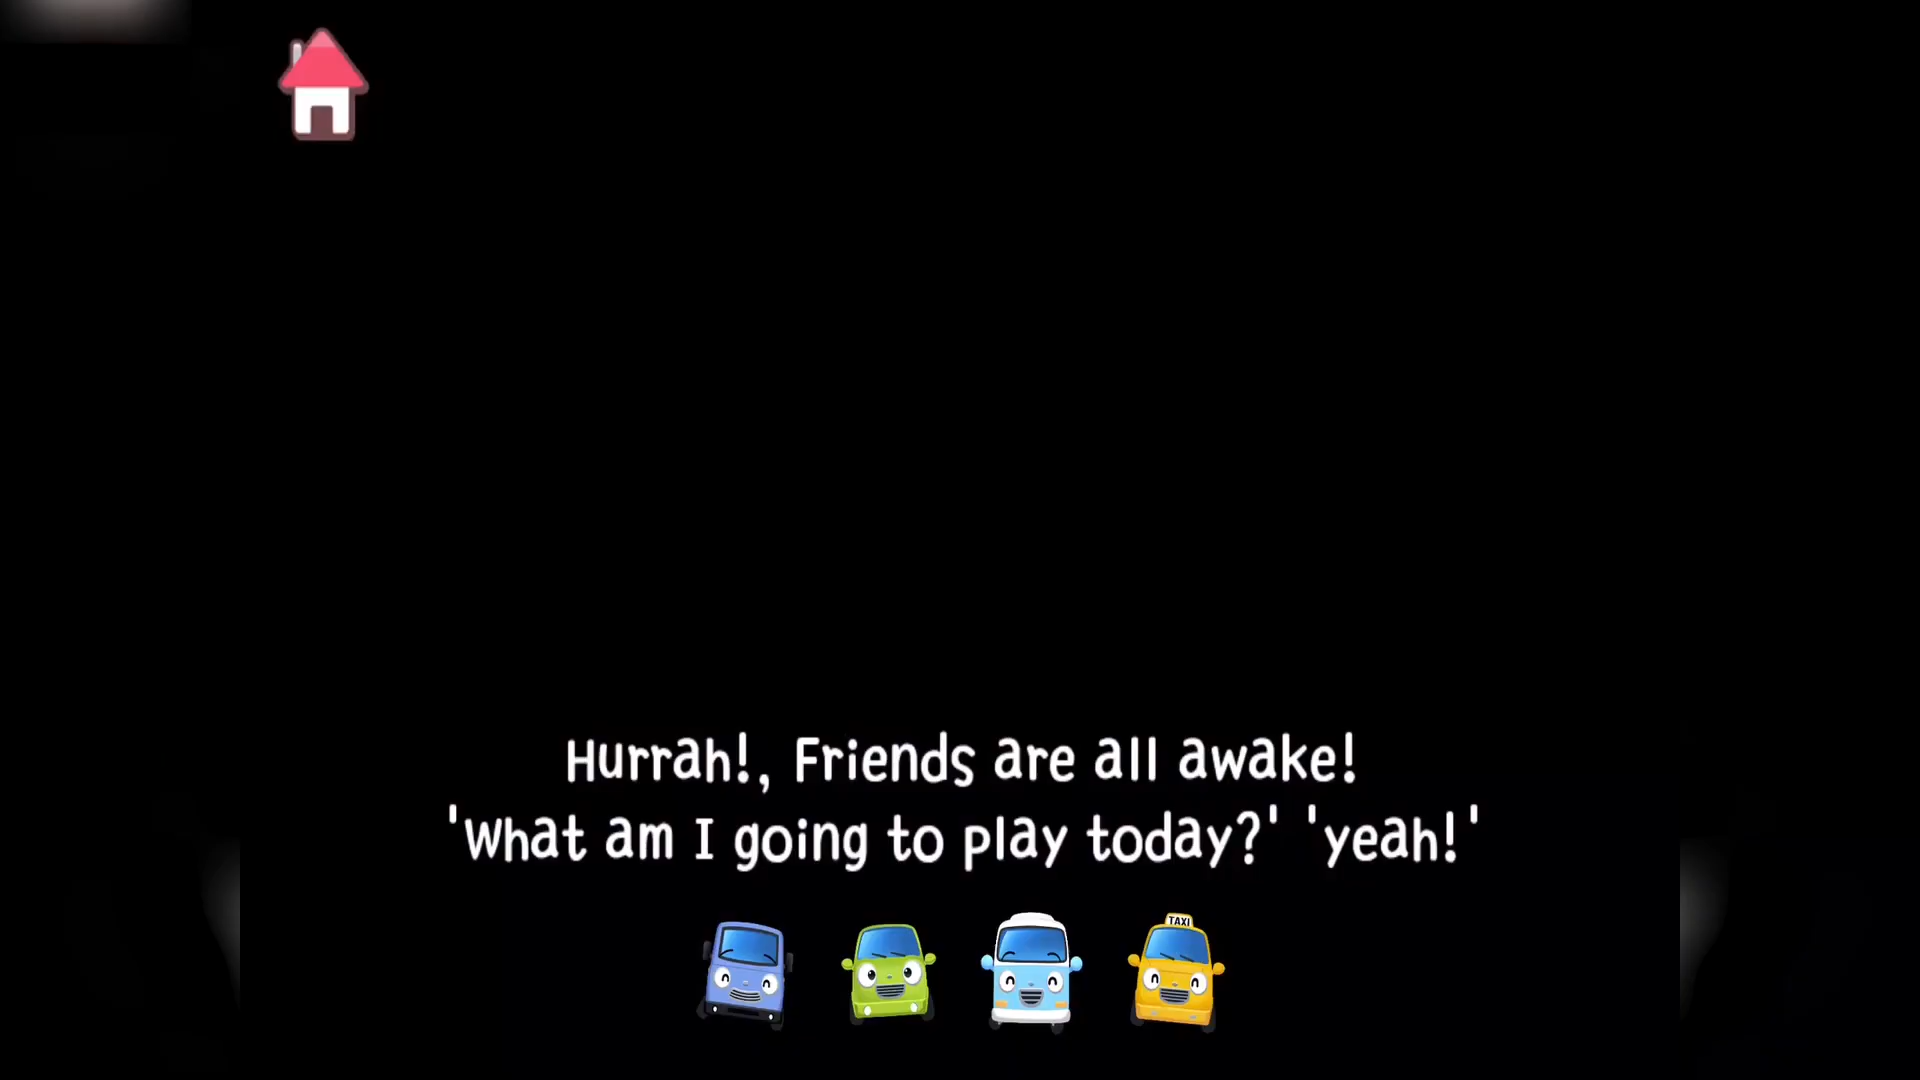 Hurrah!, Friends are all awake!
'What am I going to play today?' 'yeah!'
TAXI